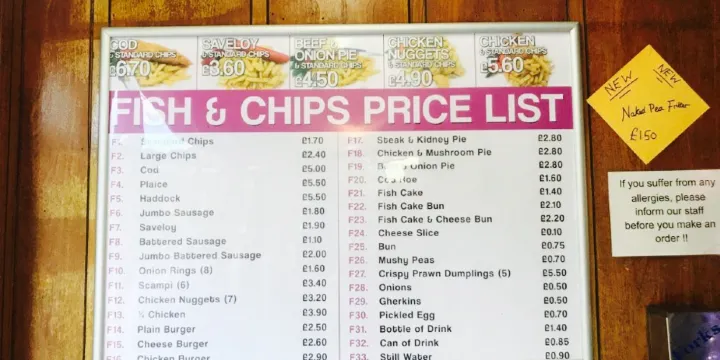 COD
& STANDARD CHIPS
£6.70
SAVELOY
& STANDARD CHIPS
£3.60
BEEF &
ONION PIE
& STANDARD CHIPS
£4.50
CHICKEN
NUGGETS
& STANDARD CHIPS
£4.90
CHICKEN
& STANDARD CHIPS
£5.60
FISH & CHIPS PRICE LIST
F1. Standard Chips £1.70
F2. Large Chips £2.40
F3. Cod £5.00
F4. Plaice £5.50
F5. Haddock £5.50
F6. Jumbo Sausage £1.80
F7. Saveloy £1.90
F8. Battered Sausage £1.10
F9. Jumbo Battered Sausage £2.00
F10. Onion Rings (8) £1.60
F11. Scampi (6) £3.40
F12. Chicken Nuggets (7) £3.20
F13. Chicken £3.90
F14. Plain Burger £2.50
F15. Cheese Burger £2.60
Chicken Burger £2.90
F17. Steak & Kidney Pie £2.80
F18. Chicken & Mushroom Pie £2.80
F19. Beef & Onion Pie £2.80
F20. Cod Roe £1.60
F21. Fish Cake £1.40
F22. Fish Cake Bun £2.10
F23. Fish Cake & Cheese Bun £2.20
F24. Cheese Slice £0.10
F25. Bun £0.75
F26. Mushy Peas £0.70
F27. Crispy Prawn Dumplings (5) £5.50
F28. Onions £0.50
F29. Gherkins £0.50
F30. Pickled Egg £0.70
F31. Bottle of Drink £1.40
F32. Can of Drink £0.85
F33. Still Water £0.90
NEW
NEW
Naked Pea Fritter
£1.50
If you suffer from any
allergies, please
inform our staff
before you make an
order !!